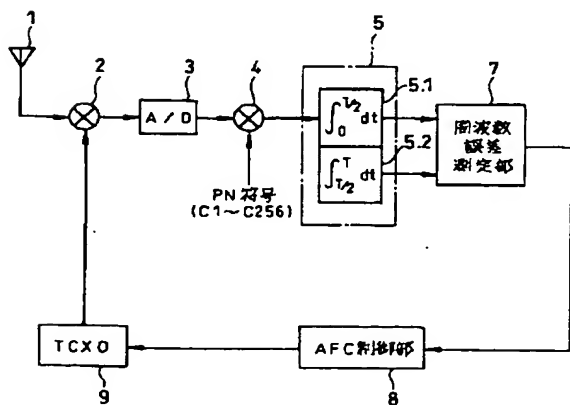 1
2
3
4
5
5.1
5.2
7
A/D
∫₀^{T/2} dt
∫_{T/2}^{T} dt
周波数
誤差
測定部
PN符号
(C1〜C256)
TCXO
9
AFC制御部
8